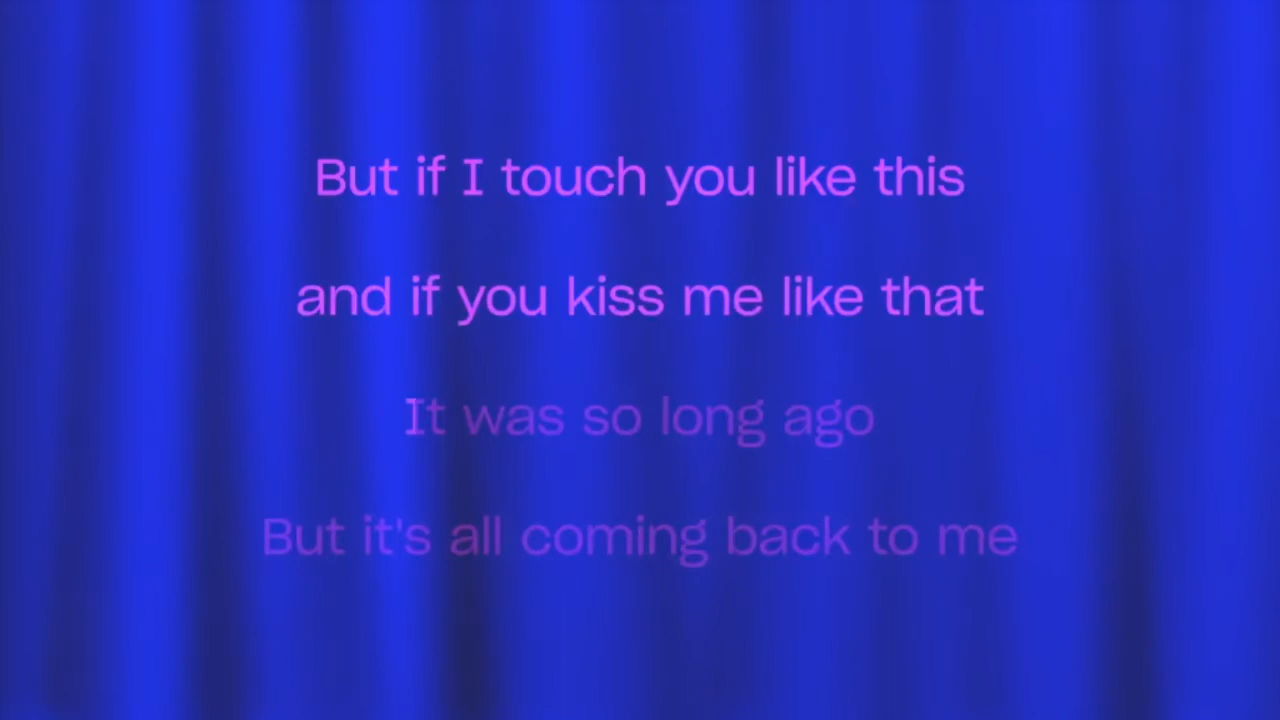 But if I touch you like this
and if you kiss me like that
It was so long ago
But it's all coming back to me